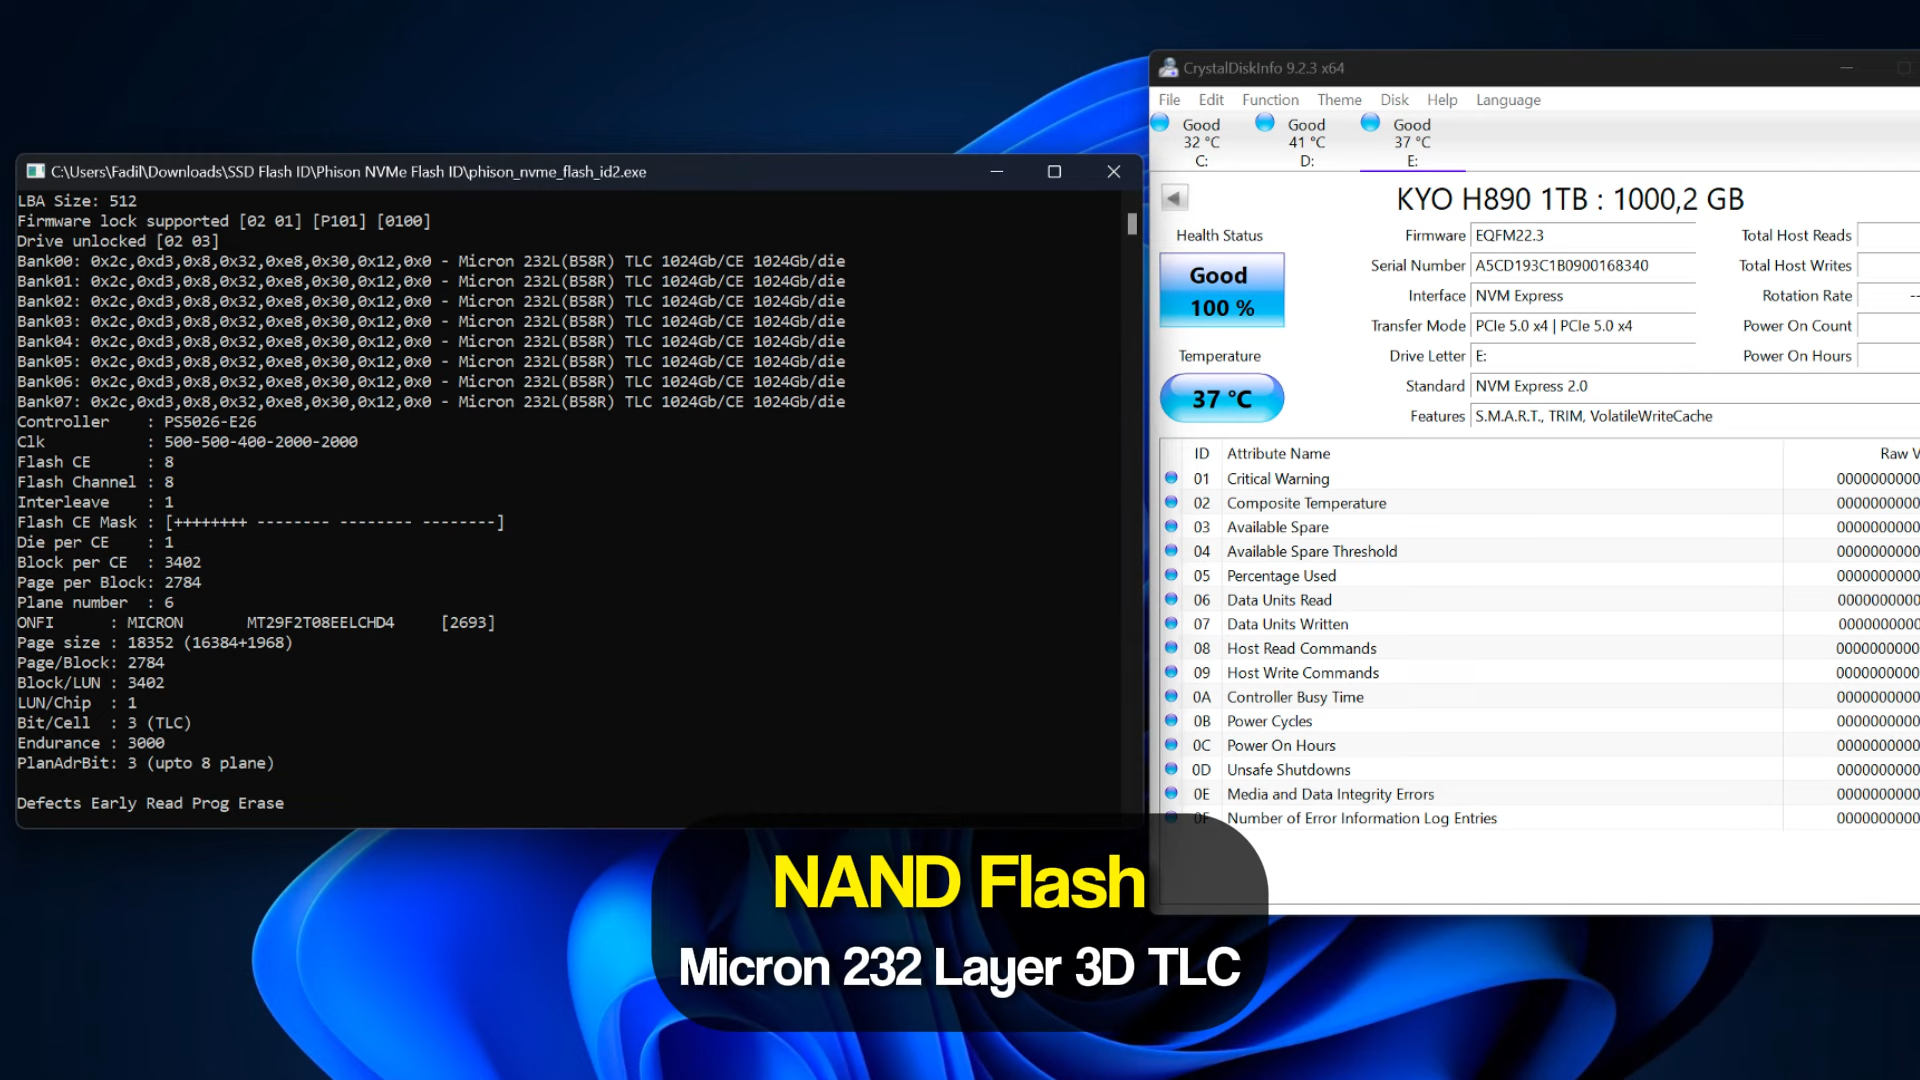 C:\Users\Fadil\Downloads\SSD Flash ID\Phison NVMe Flash ID\phison_nvme_flash_id2.exe
LBA Size: 512
Firmware lock supported [02 01] [P101] [0100]
Drive unlocked [02 03]
Bank00: 0x2c,0xd3,0x8,0x32,0xe8,0x30,0x12,0x0 - Micron 232L(B58R) TLC 1024Gb/CE 1024Gb/die
Bank01: 0x2c,0xd3,0x8,0x32,0xe8,0x30,0x12,0x0 - Micron 232L(B58R) TLC 1024Gb/CE 1024Gb/die
Bank02: 0x2c,0xd3,0x8,0x32,0xe8,0x30,0x12,0x0 - Micron 232L(B58R) TLC 1024Gb/CE 1024Gb/die
Bank03: 0x2c,0xd3,0x8,0x32,0xe8,0x30,0x12,0x0 - Micron 232L(B58R) TLC 1024Gb/CE 1024Gb/die
Bank04: 0x2c,0xd3,0x8,0x32,0xe8,0x30,0x12,0x0 - Micron 232L(B58R) TLC 1024Gb/CE 1024Gb/die
Bank05: 0x2c,0xd3,0x8,0x32,0xe8,0x30,0x12,0x0 - Micron 232L(B58R) TLC 1024Gb/CE 1024Gb/die
Bank06: 0x2c,0xd3,0x8,0x32,0xe8,0x30,0x12,0x0 - Micron 232L(B58R) TLC 1024Gb/CE 1024Gb/die
Bank07: 0x2c,0xd3,0x8,0x32,0xe8,0x30,0x12,0x0 - Micron 232L(B58R) TLC 1024Gb/CE 1024Gb/die
Controller : PS5026-E26
Clk : 500-500-400-2000-2000
Flash CE : 8
Flash Channel : 8
Interleave : 1
Flash CE Mask : [++++++++ -------- -------- --------]
Die per CE : 1
Block per CE : 3402
Page per Block: 2784
Plane number : 6
ONFI : MICRON MT29F2T08EELCHD4 [2693]
Page size : 18352 (16384+1968)
Page/Block: 2784
Block/LUN : 3402
LUN/Chip : 1
Bit/Cell : 3 (TLC)
Endurance : 3000
PlanAdrBit: 3 (upto 8 plane)
Defects Early Read Prog Erase
CrystalDiskInfo 9.2.3 x64
File Edit Function Theme Disk Help Language
Good Good Good
32 °C 41 °C 37 °C
C: D: E:
KYO H890 1TB : 1000,2 GB
Health Status
Good
100 %
Temperature
37 °C
Firmware EQFM22.3
Serial Number A5CD193C1B0900168340
Interface NVM Express
Transfer Mode PCIe 5.0 x4 | PCIe 5.0 x4
Drive Letter E:
Standard NVM Express 2.0
Features S.M.A.R.T., TRIM, VolatileWriteCache
Total Host Reads
Total Host Writes
Rotation Rate --
Power On Count
Power On Hours
ID Attribute Name Raw V
01 Critical Warning 0000000000
02 Composite Temperature 0000000000
03 Available Spare 0000000000
04 Available Spare Threshold 0000000000
05 Percentage Used 0000000000
06 Data Units Read 0000000000
07 Data Units Written 0000000000
08 Host Read Commands 0000000000
09 Host Write Commands 0000000000
0A Controller Busy Time 0000000000
0B Power Cycles 0000000000
0C Power On Hours 0000000000
0D Unsafe Shutdowns 0000000000
0E Media and Data Integrity Errors 0000000000
0F Number of Error Information Log Entries 0000000000
NAND Flash
Micron 232 Layer 3D TLC